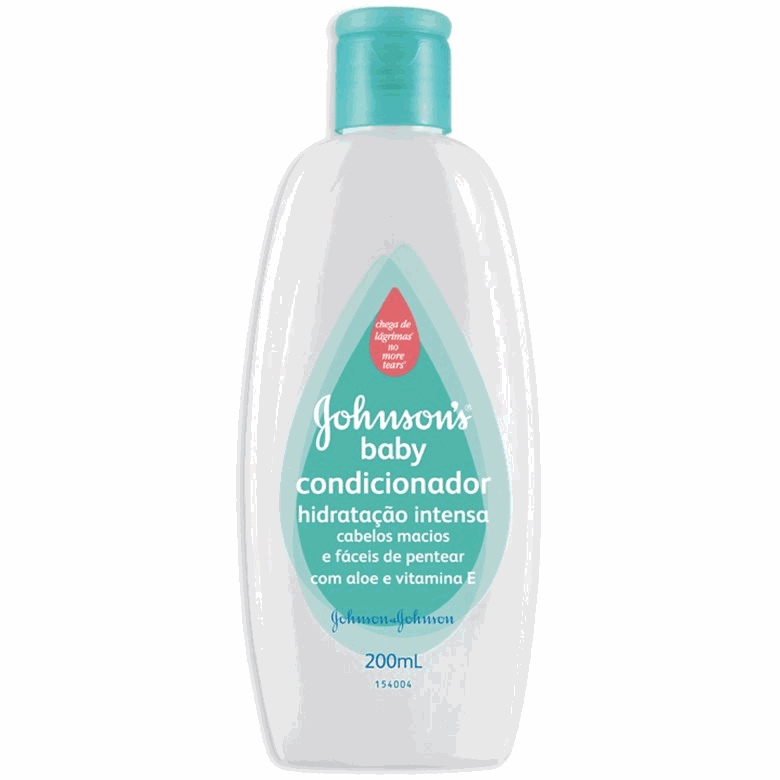 chega de
lágrimas®
no
more
tears®
Johnson's®
baby
condicionador
hidratação intensa
cabelos macios
e fáceis de pentear
com aloe e vitamina E
Johnson & Johnson
200mL
154004